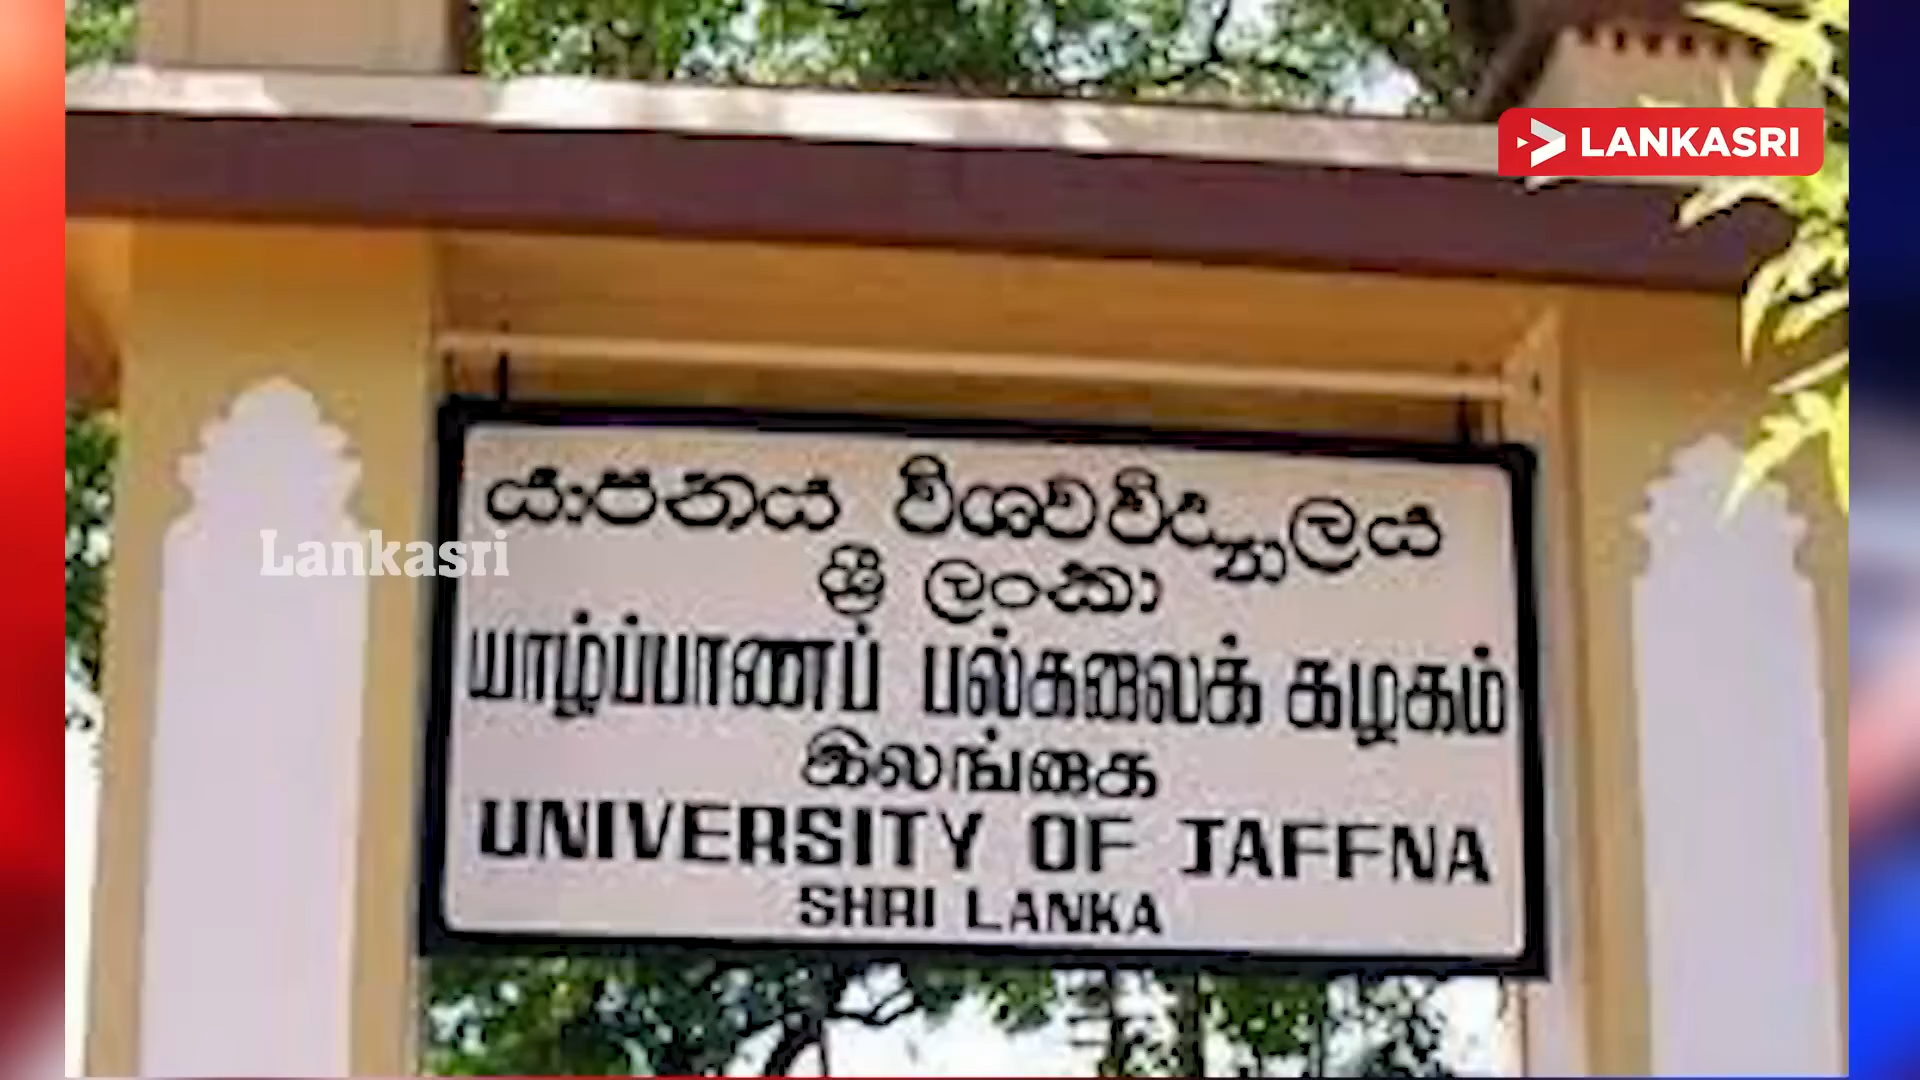 LANKASRI
යාපනය විශ්වවිද්‍යාලය
ශ්‍රී ලංකා
Lankasri
யாழ்ப்பாணப் பல்கலைக் கழகம்
இலங்கை
UNIVERSITY OF JAFFNA
SHRI LANKA